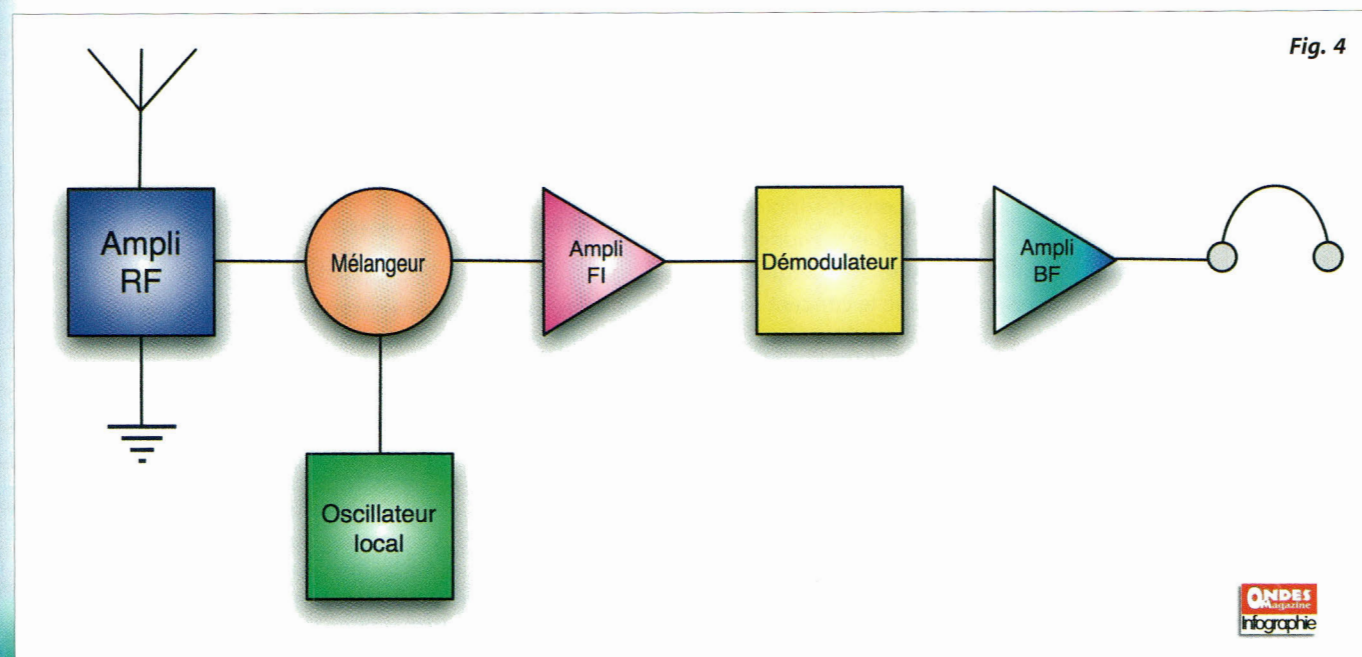 Fig. 4
Ampli
RF
Mélangeur
Ampli
FI
Démodulateur
Ampli
BF
Oscillateur
local
ONDES
Magazine
Infographie